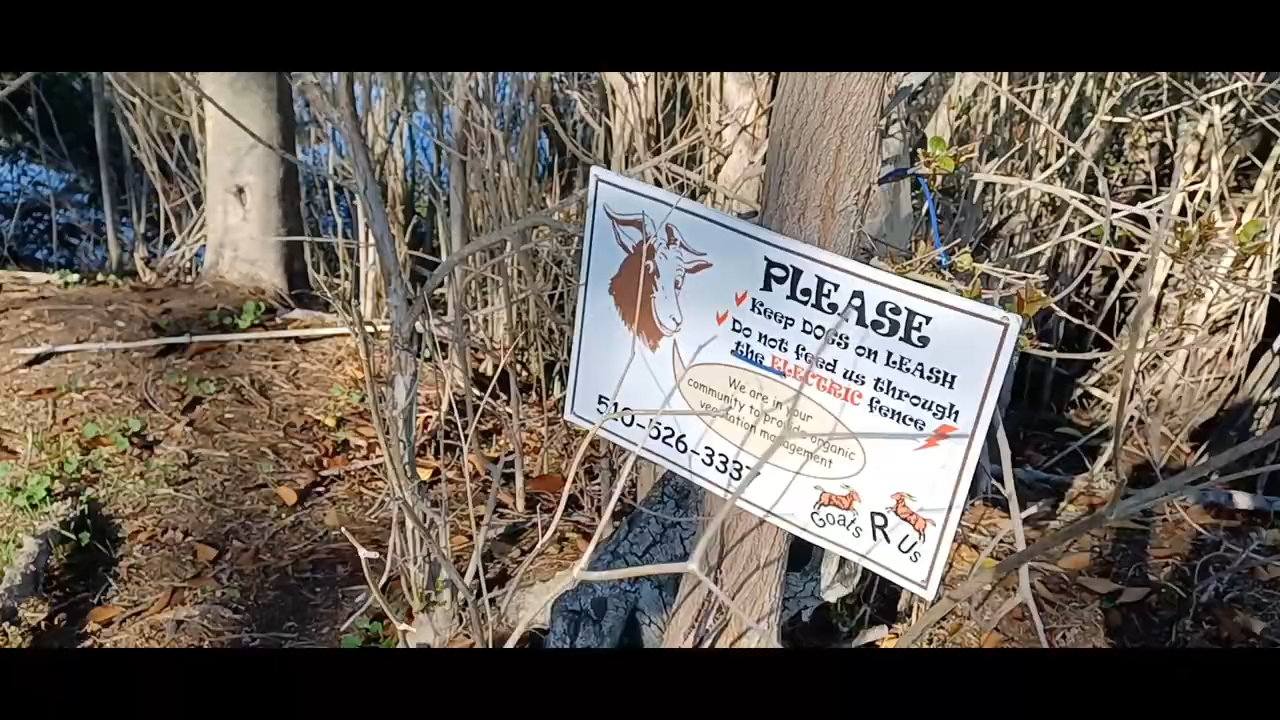 PLEASE
Keep DOGS on LEASH
Do not feed us through
the ELECTRIC fence
We are in your
community to provide organic
vegetation management
510-526-3337
Goats R Us